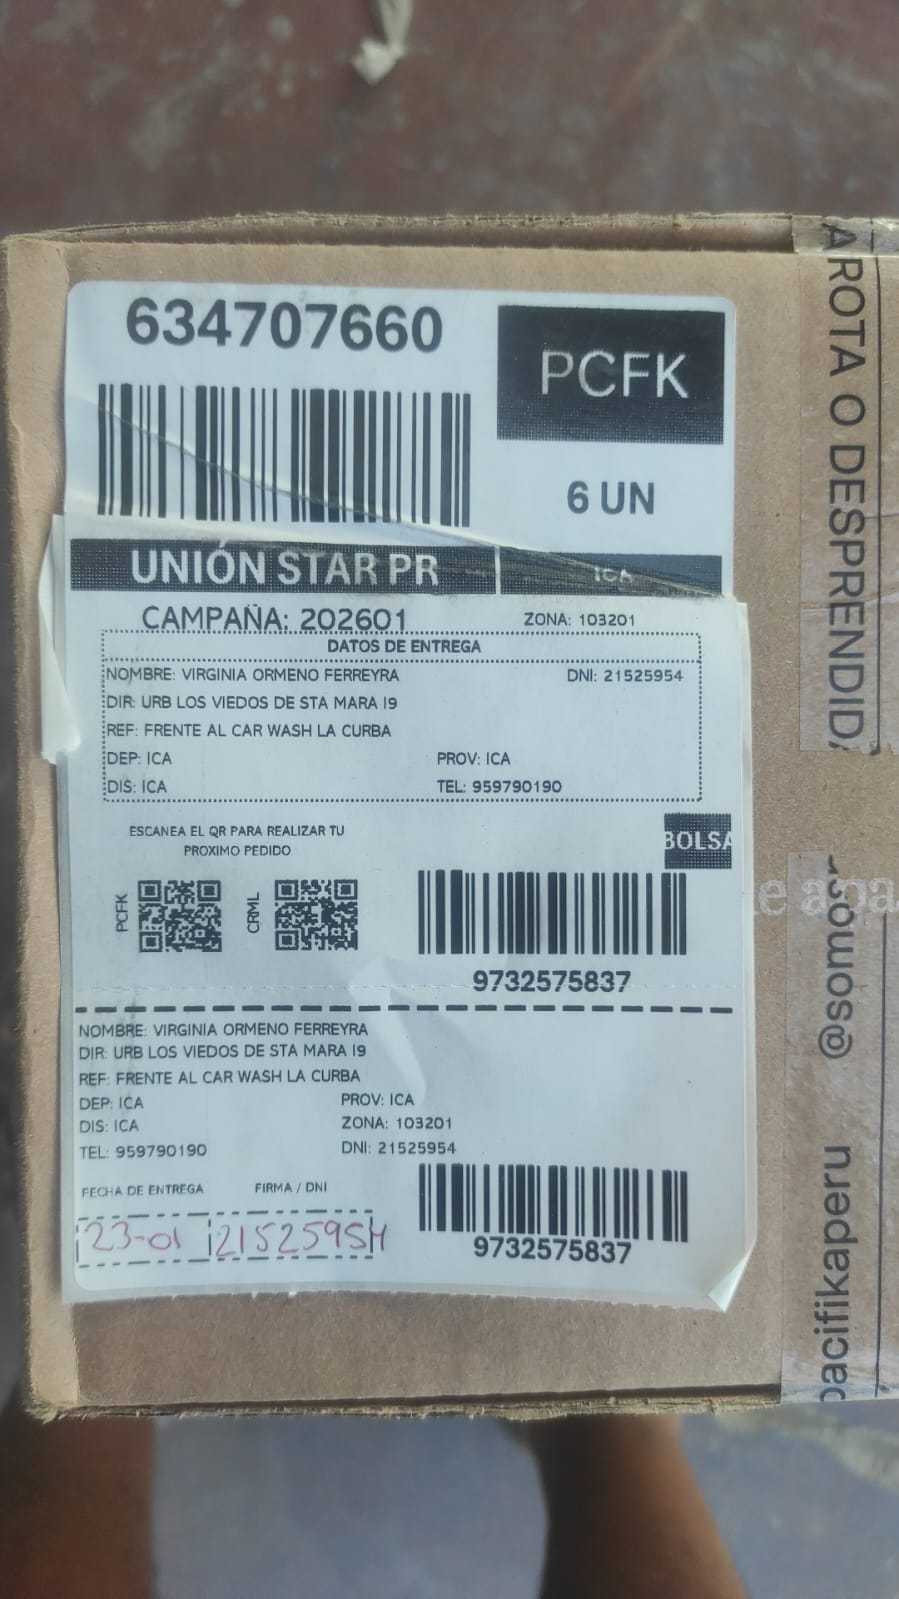 634707660
PCFK
6 UN
UNIÓN STAR PR
ICA
CAMPAÑA: 202601
ZONA: 103201
DATOS DE ENTREGA
NOMBRE: VIRGINIA ORMENO FERREYRA DNI: 21525954
DIR: URB LOS VIEDOS DE STA MARA I9
REF: FRENTE AL CAR WASH LA CURBA
DEP: ICA PROV: ICA
DIS: ICA TEL: 959790190
ESCANEA EL QR PARA REALIZAR TU
PROXIMO PEDIDO
BOLSA
PCFK
CRML
9732575837
NOMBRE: VIRGINIA ORMENO FERREYRA
DIR: URB LOS VIEDOS DE STA MARA I9
REF: FRENTE AL CAR WASH LA CURBA
DEP: ICA PROV: ICA
DIS: ICA ZONA: 103201
TEL: 959790190 DNI: 21525954
FECHA DE ENTREGA FIRMA / DNI
23-01 21525954
9732575837
AROTA O DESPRENDIDA
@somos
pacifikaperu